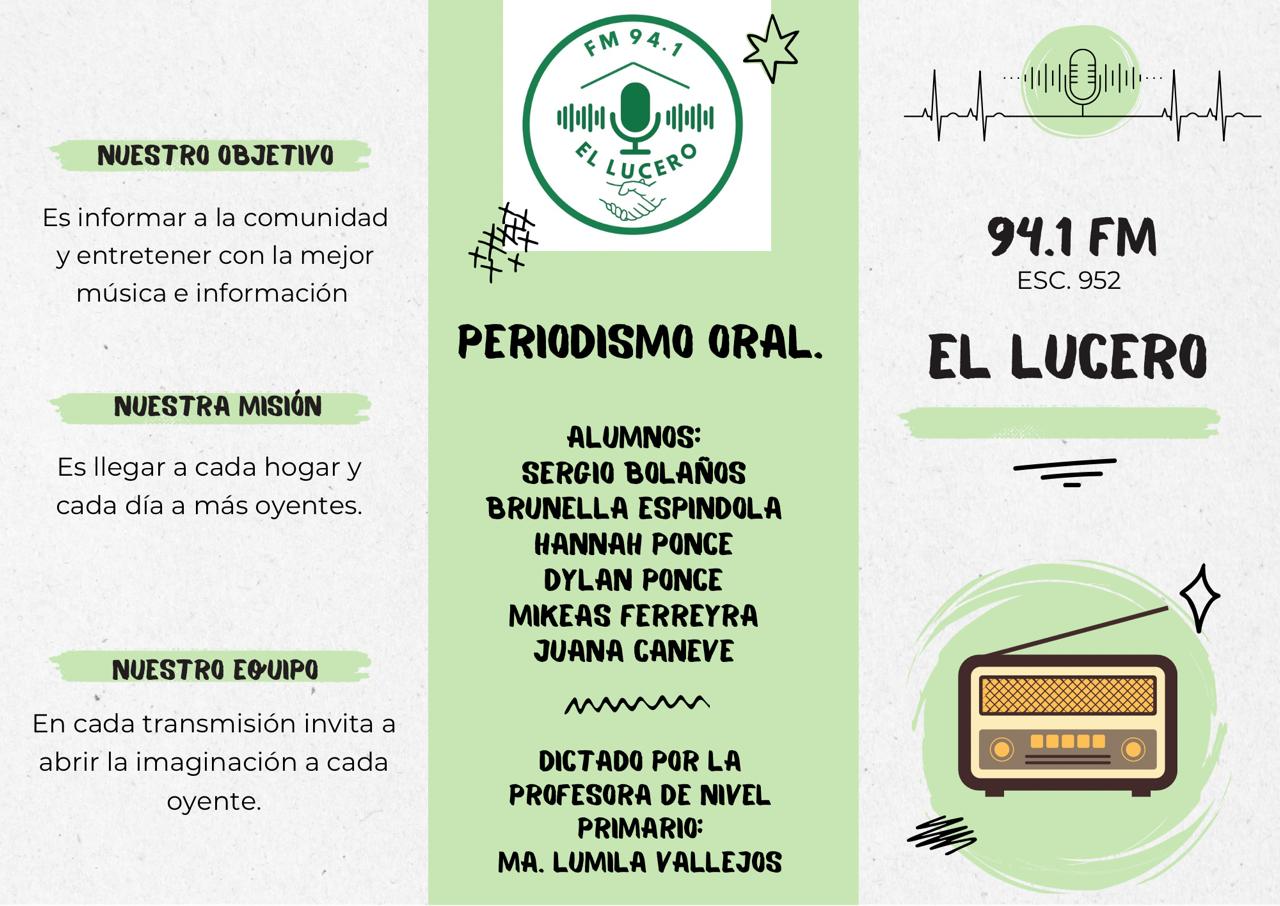 NUESTRO OBJETIVO
Es informar a la comunidad
y entretener con la mejor
música e información
NUESTRA MISIÓN
Es llegar a cada hogar y
cada día a más oyentes.
NUESTRO EQUIPO
En cada transmisión invita a
abrir la imaginación a cada
oyente.
FM 94.1
EL LUCERO
PERIODISMO ORAL.
ALUMNOS:
SERGIO BOLAÑOS
BRUNELLA ESPINDOLA
HANNAH PONCE
DYLAN PONCE
MIKEAS FERREYRA
JUANA CANEVE
DICTADO POR LA
PROFESORA DE NIVEL
PRIMARIO:
MA. LUMILA VALLEJOS
94.1 FM
ESC. 952
EL LUCERO